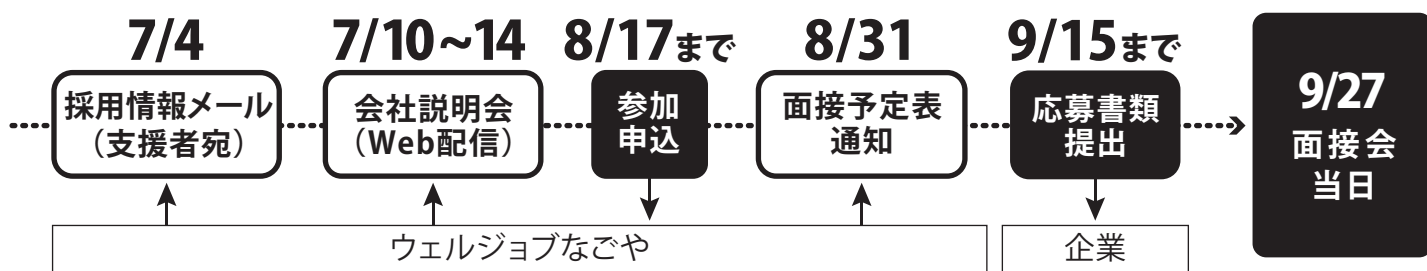 7/4
7/10~14
8/17まで
8/31
9/15まで
採用情報メール
(支援者宛)
会社説明会
(Web配信)
参加
申込
面接予定表
通知
応募書類
提出
9/27
面接会
当日
ウェルジョブなごや
企業